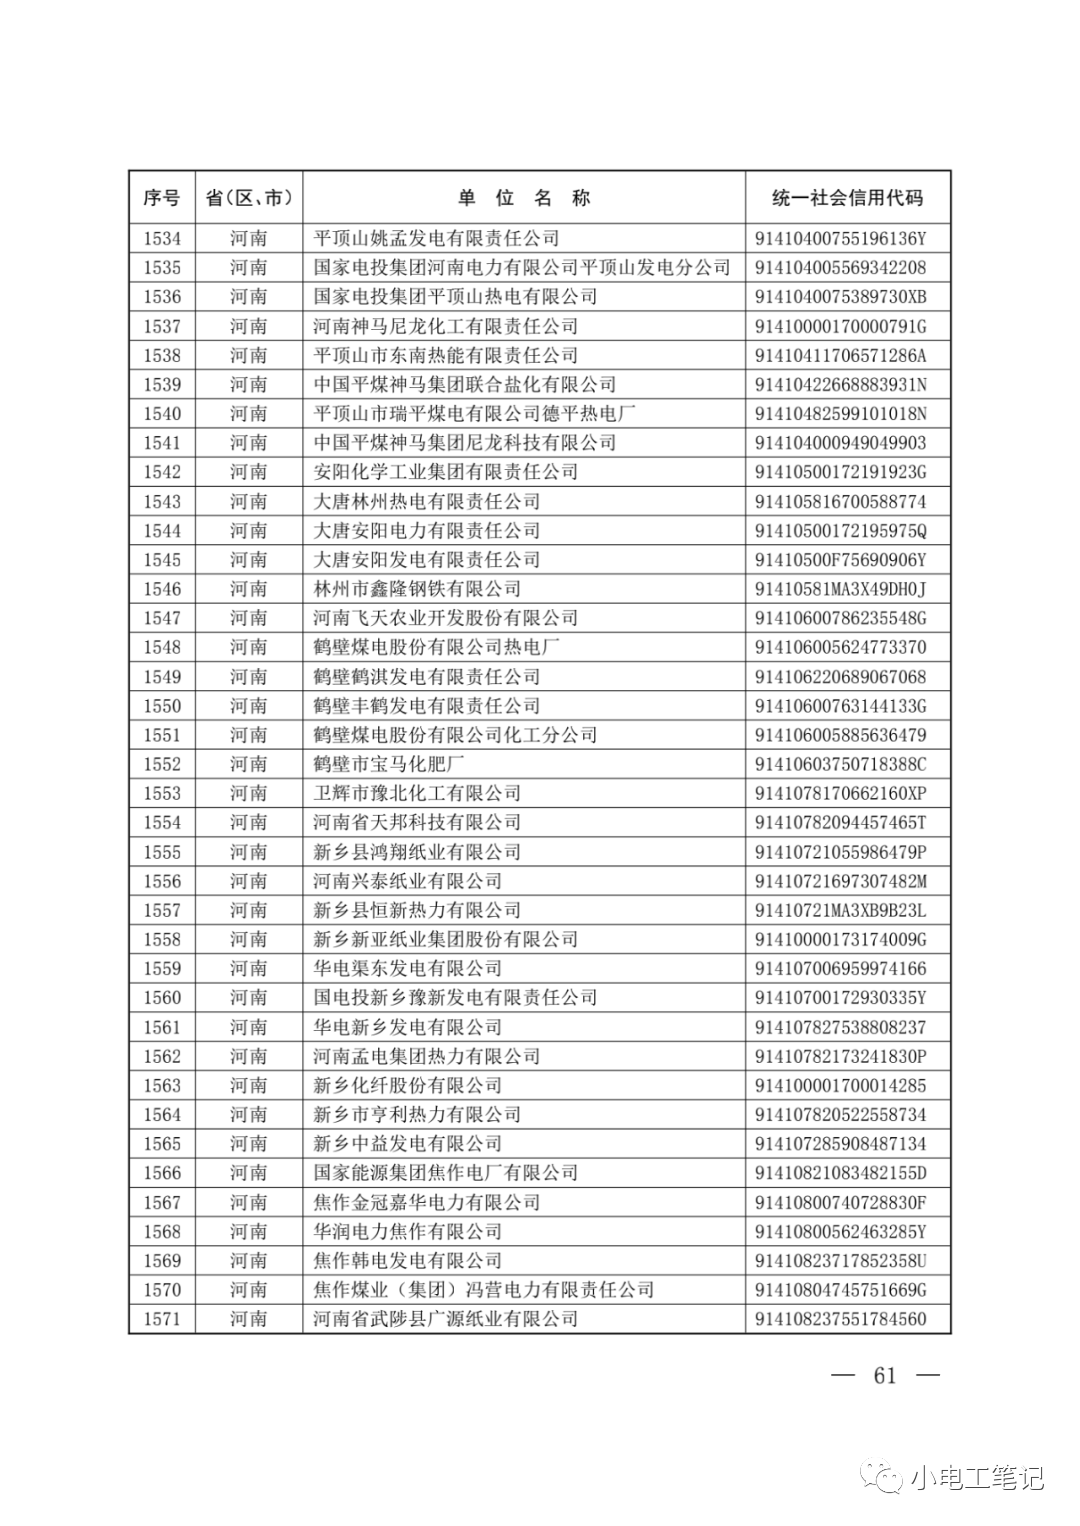 序号 省(区、市) 单位名称 统一社会信用代码
1534 河南 平顶山姚孟发电有限责任公司 91410400755196136Y
1535 河南 国家电投集团河南电力有限公司平顶山发电分公司 914104005569342208
1536 河南 国家电投集团平顶山热电有限公司 9141040075389730XB
1537 河南 河南神马尼龙化工有限责任公司 91410000170000791G
1538 河南 平顶山市东南热能有限责任公司 91410411706571286A
1539 河南 中国平煤神马集团联合盐化有限公司 91410422668883931N
1540 河南 平顶山市瑞平煤电有限公司德平热电厂 91410482599101018N
1541 河南 中国平煤神马集团尼龙科技有限公司 914104000949049903
1542 河南 安阳化学工业集团有限责任公司 91410500172191923G
1543 河南 大唐林州热电有限责任公司 914105816700588774
1544 河南 大唐安阳电力有限责任公司 91410500172195975Q
1545 河南 大唐安阳发电有限责任公司 91410500F75690906Y
1546 河南 林州市鑫隆钢铁有限公司 91410581MA3X49DH0J
1547 河南 河南飞天农业开发股份有限公司 91410600786235548G
1548 河南 鹤壁煤电股份有限公司热电厂 914106005624773370
1549 河南 鹤壁鹤淇发电有限责任公司 914106220689067068
1550 河南 鹤壁丰鹤发电有限责任公司 91410600763144133G
1551 河南 鹤壁煤电股份有限公司化工分公司 914106005885636479
1552 河南 鹤壁市宝马化肥厂 91410603750718388C
1553 河南 卫辉市豫北化工有限公司 9141078170662160XP
1554 河南 河南省天邦科技有限公司 91410782094457465T
1555 河南 新乡县鸿翔纸业有限公司 91410721055986479P
1556 河南 河南兴泰纸业有限公司 91410721697307482M
1557 河南 新乡县恒新热力有限公司 91410721MA3XB9B23L
1558 河南 新乡新亚纸业集团股份有限公司 91410000173174009G
1559 河南 华电渠东发电有限公司 914107006959974166
1560 河南 国电投新乡豫新发电有限责任公司 91410700172930335Y
1561 河南 华电新乡发电有限公司 914107827538808237
1562 河南 河南孟电集团热力有限公司 91410782173241830P
1563 河南 新乡化纤股份有限公司 914100001700014285
1564 河南 新乡市亨利热力有限公司 914107820522558734
1565 河南 新乡中益发电有限公司 914107285908487134
1566 河南 国家能源集团焦作电厂有限公司 91410821083482155D
1567 河南 焦作金冠嘉华电力有限公司 91410800740728830F
1568 河南 华润电力焦作有限公司 91410800562463285Y
1569 河南 焦作韩电发电有限公司 91410823717852358U
1570 河南 焦作煤业（集团）冯营电力有限责任公司 91410804745751669G
1571 河南 河南省武陟县广源纸业有限公司 914108237551784560
— 61 —
小电工笔记